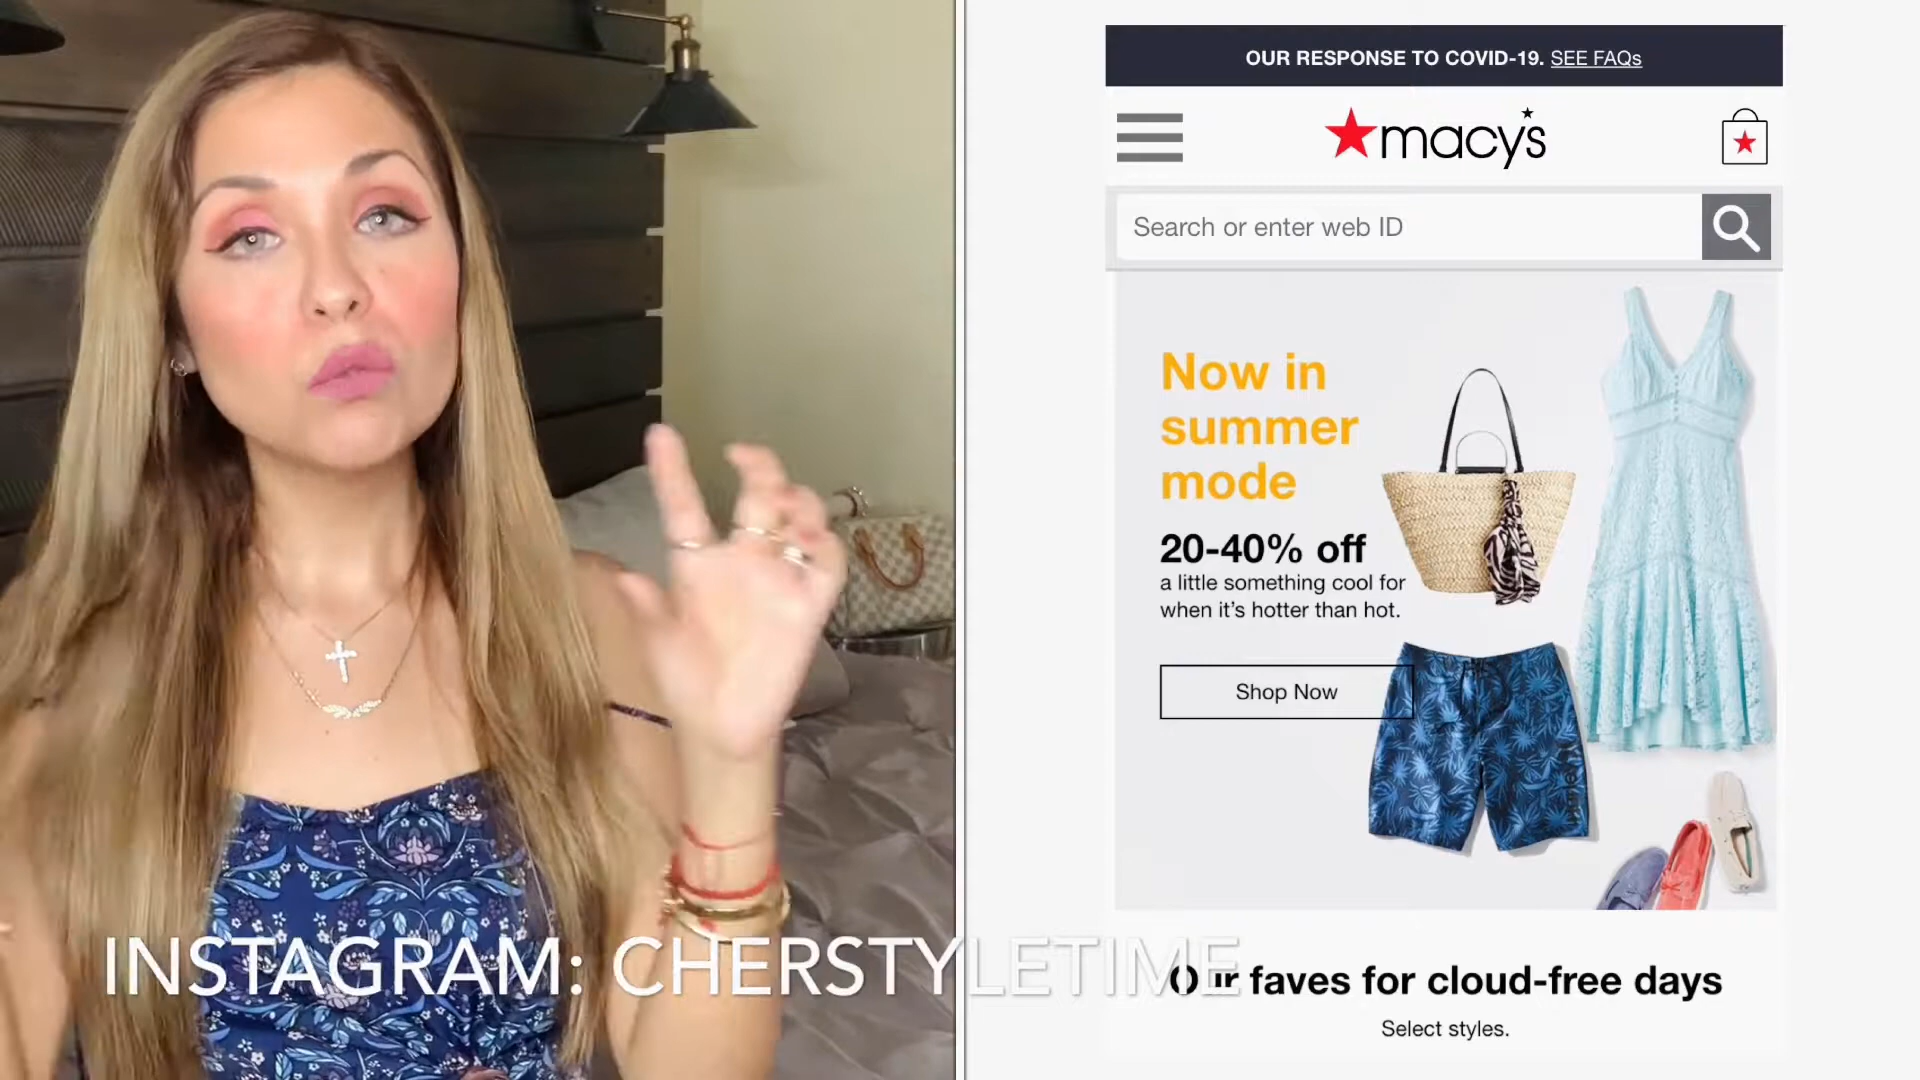 OUR RESPONSE TO COVID-19. SEE FAQs
macy's
Search or enter web ID
Now in
summer
mode
20-40% off
a little something cool for
when it's hotter than hot.
Shop Now
INSTAGRAM: CHERSTYLETIME
Our faves for cloud-free days
Select styles.